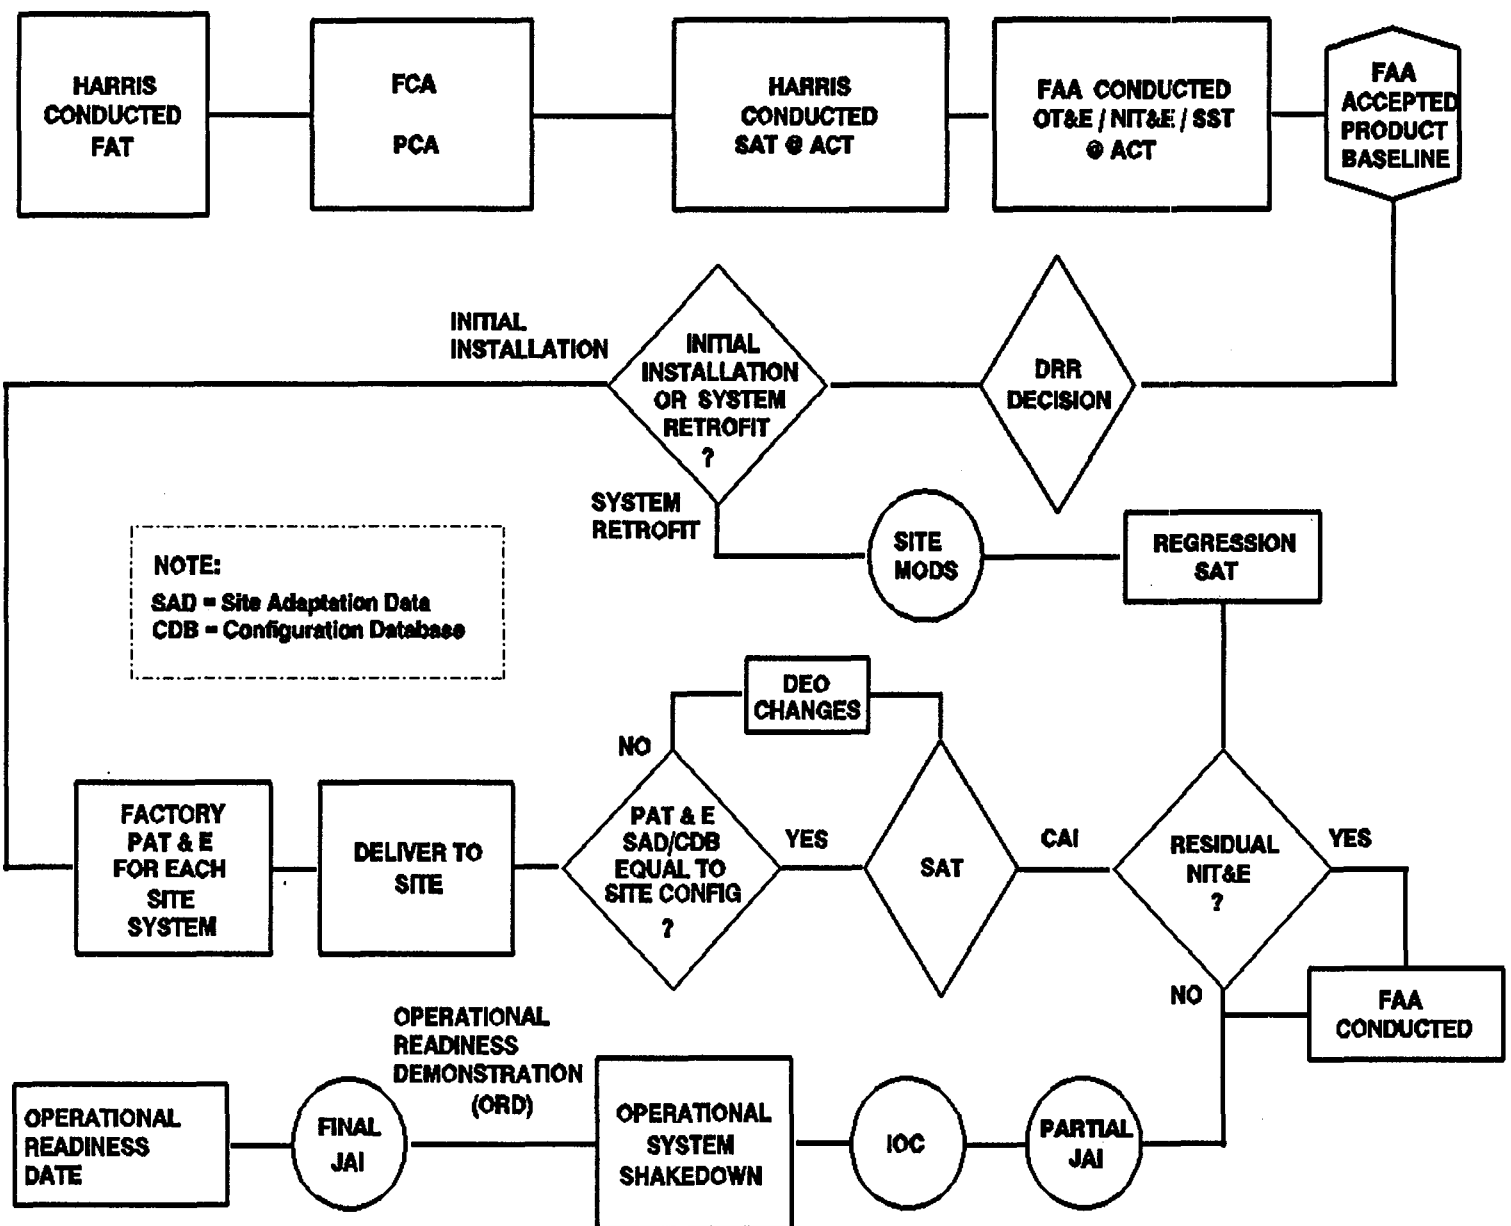 HARRIS
CONDUCTED
FAT
FCA
PCA
HARRIS
CONDUCTED
SAT @ ACT
FAA CONDUCTED
OT&E / NIT&E / SST
@ ACT
FAA
ACCEPTED
PRODUCT
BASELINE
INITIAL
INSTALLATION
INITIAL
INSTALLATION
OR SYSTEM
RETROFIT
?
DRR
DECISION
SYSTEM
RETROFIT
SITE
MODS
REGRESSION
SAT
NOTE:
SAD = Site Adaptation Data
CDB = Configuration Database
DEO
CHANGES
NO
FACTORY
PAT & E
FOR EACH
SITE
SYSTEM
DELIVER TO
SITE
PAT & E
SAD/CDB
EQUAL TO
SITE CONFIG
?
YES
SAT
CAI
RESIDUAL
NIT&E
?
YES
NO
FAA
CONDUCTED
OPERATIONAL
READINESS
DATE
FINAL
JAI
OPERATIONAL
READINESS
DEMONSTRATION
(ORD)
OPERATIONAL
SYSTEM
SHAKEDOWN
IOC
PARTIAL
JAI